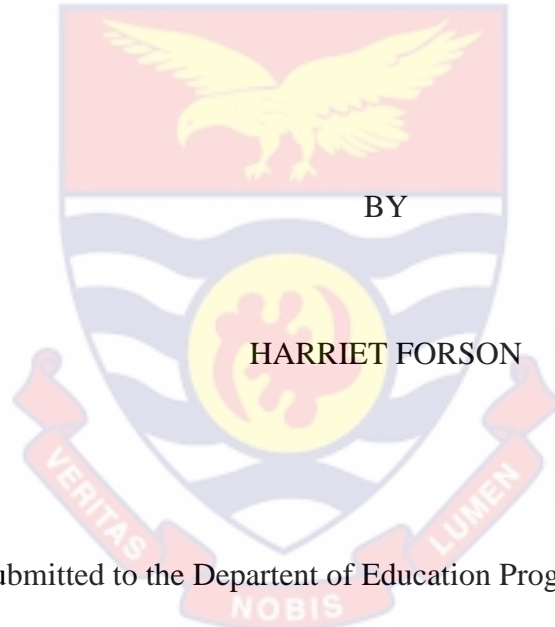 BY
HARRIET FORSON
VERITAS
LUMEN
ubmitted to the Departent of Education Prog
NOBIS